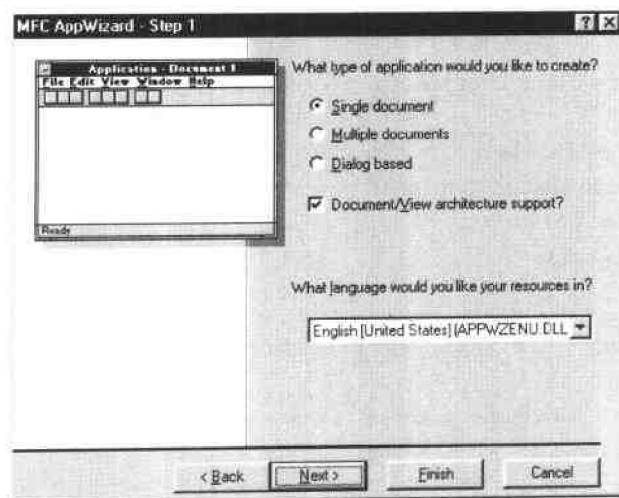 MFC AppWizard - Step 1
Application - Document 1
File Edit View Window Help
Ready
What type of application would you like to create?
Single document
Multiple documents
Dialog based
Document/View architecture support?
What language would you like your resources in?
English [United States] (APPWZENU.DLL
< Back
Next >
Finish
Cancel